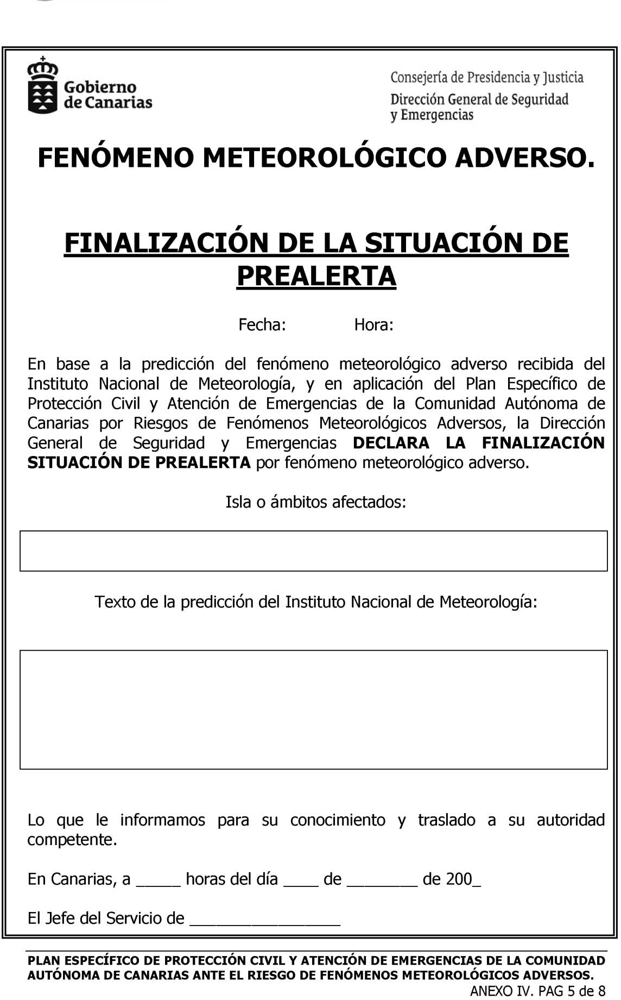 Gobierno
de Canarias
Consejería de Presidencia y Justicia
Dirección General de Seguridad
y Emergencias
FENÓMENO METEOROLÓGICO ADVERSO.
FINALIZACIÓN DE LA SITUACIÓN DE
PREALERTA
Fecha: Hora:
En base a la predicción del fenómeno meteorológico adverso recibida del
Instituto Nacional de Meteorología, y en aplicación del Plan Específico de
Protección Civil y Atención de Emergencias de la Comunidad Autónoma de
Canarias por Riesgos de Fenómenos Meteorológicos Adversos, la Dirección
General de Seguridad y Emergencias DECLARA LA FINALIZACIÓN
SITUACIÓN DE PREALERTA por fenómeno meteorológico adverso.
Isla o ámbitos afectados:
Texto de la predicción del Instituto Nacional de Meteorología:
Lo que le informamos para su conocimiento y traslado a su autoridad
competente.
En Canarias, a _____ horas del día ____ de ________ de 200_
El Jefe del Servicio de _________________
PLAN ESPECÍFICO DE PROTECCIÓN CIVIL Y ATENCIÓN DE EMERGENCIAS DE LA COMUNIDAD
AUTÓNOMA DE CANARIAS ANTE EL RIESGO DE FENÓMENOS METEOROLÓGICOS ADVERSOS.
ANEXO IV. PAG 5 de 8